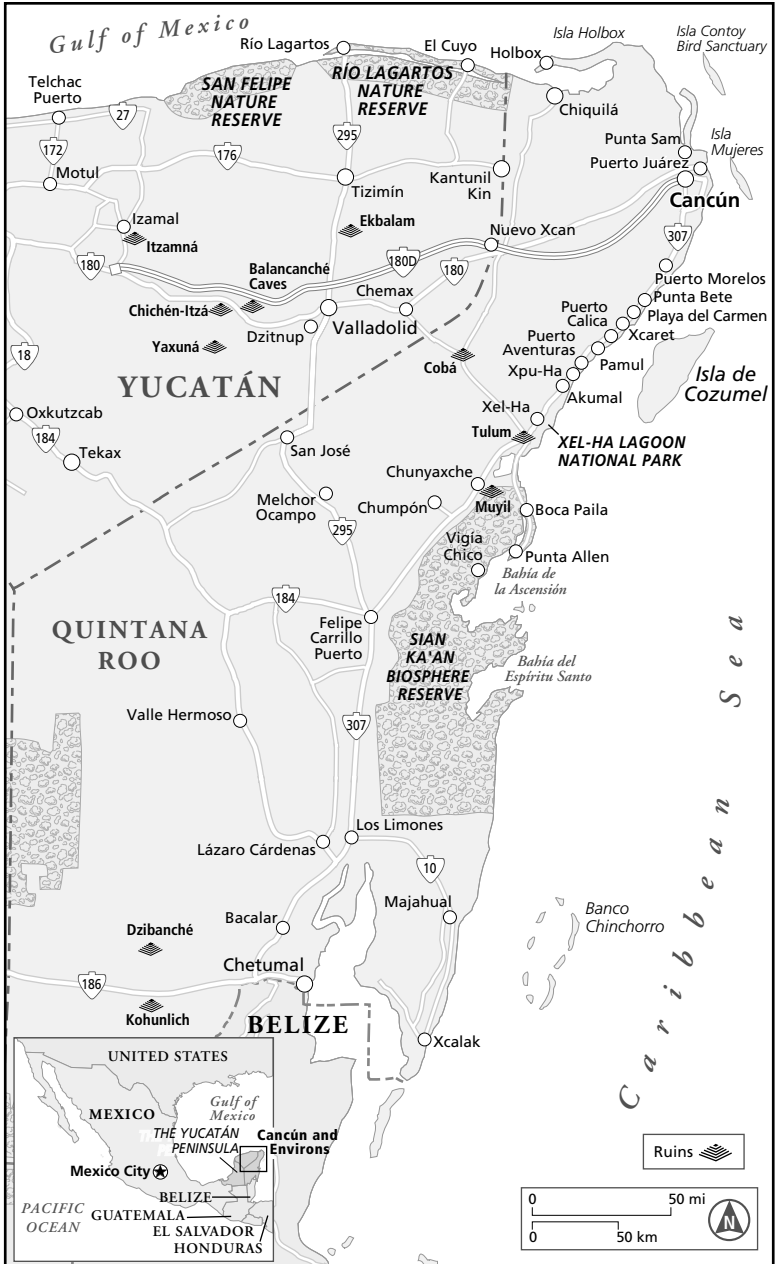 Gulf of Mexico
Río Lagartos
El Cuyo
Holbox
Isla Holbox
Isla Contoy
Bird Sanctuary
Telchac
Puerto
SAN FELIPE
NATURE
RESERVE
RÍO LAGARTOS
NATURE
RESERVE
Chiquilá
27
172
176
295
Punta Sam
Isla
Mujeres
Puerto Juárez
Motul
Tizimín
Kantunil
Kin
Cancún
Izamal
Itzamná
Ekbalam
Nuevo Xcan
307
180
180D
180
Balancanché
Caves
Chemax
Puerto Morelos
Punta Bete
Playa del Carmen
Chichén-Itzá
Valladolid
Dzitnup
Puerto
Calica
Xcaret
Yaxuná
Cobá
Puerto
Aventuras
Pamul
18
YUCATÁN
Xpu-Ha
Akumal
Isla de
Cozumel
Oxkutzcab
Xel-Ha
184
Tekax
San José
Tulum
XEL-HA LAGOON
NATIONAL PARK
Chunyaxche
Melchor
Ocampo
Chumpón
Muyil
Boca Paila
295
Vigía
Chico
Punta Allen
Bahía de
la Ascensión
184
QUINTANA
ROO
Felipe
Carrillo
Puerto
SIAN
KA'AN
BIOSPHERE
RESERVE
Bahía del
Espíritu Santo
Caribbean Sea
Valle Hermoso
307
Los Limones
Lázaro Cárdenas
10
Majahual
Banco
Chinchorro
Bacalar
Dzibanché
Chetumal
186
Kohunlich
BELIZE
Xcalak
UNITED STATES
MEXICO
Gulf of
Mexico
THE YUCATÁN
PENINSULA
Cancún and
Environs
Mexico City
BELIZE
PACIFIC
OCEAN
GUATEMALA
EL SALVADOR
HONDURAS
Ruins
0 50 mi
0 50 km
N